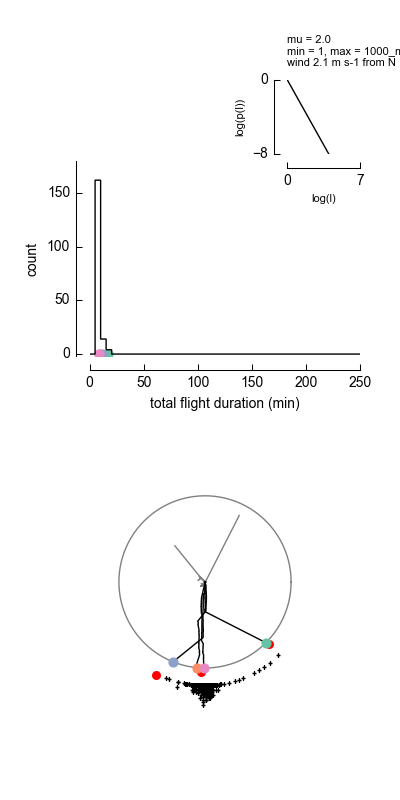 mu = 2.0
min = 1, max = 1000_m
wind 2.1 m s-1 from N
0
log(p(l))
−8
0
7
log(l)
150
100
50
0
count
0
50
100
150
200
250
total flight duration (min)